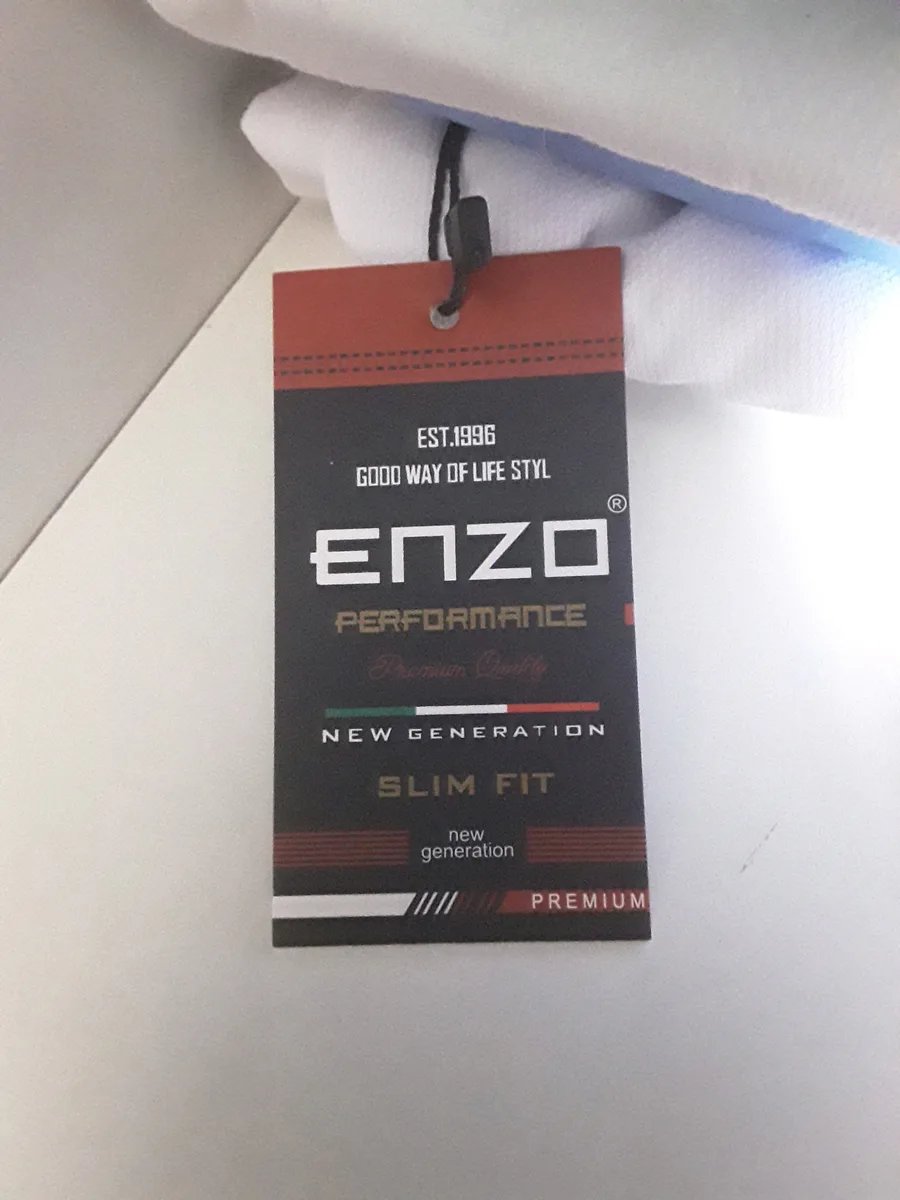 EST.1996
GOOD WAY OF LIFE STYL
ENZO®
PERFORMANCE
Premium Quality
NEW GENERATION
SLIM FIT
new
generation
PREMIUM